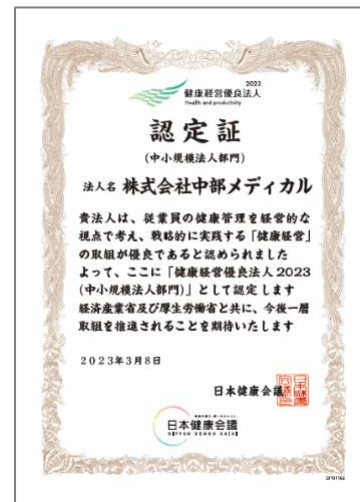 2023
健康経営優良法人
Health and productivity
認定証
(中小規模法人部門)
法人名 株式会社中部メディカル
貴法人は、従業員の健康管理を経営的な
視点で考え、戦略的に実践する「健康経営」
の取組が優良であると認められました
よって、ここに「健康経営優良法人2023
(中小規模法人部門)」として認定します
経済産業省及び厚生労働省と共に、今後一層
取組を推進されることを期待いたします
2023年3月8日
日本健康会議
日本健康会議
NIPPON KENKO KAIGI